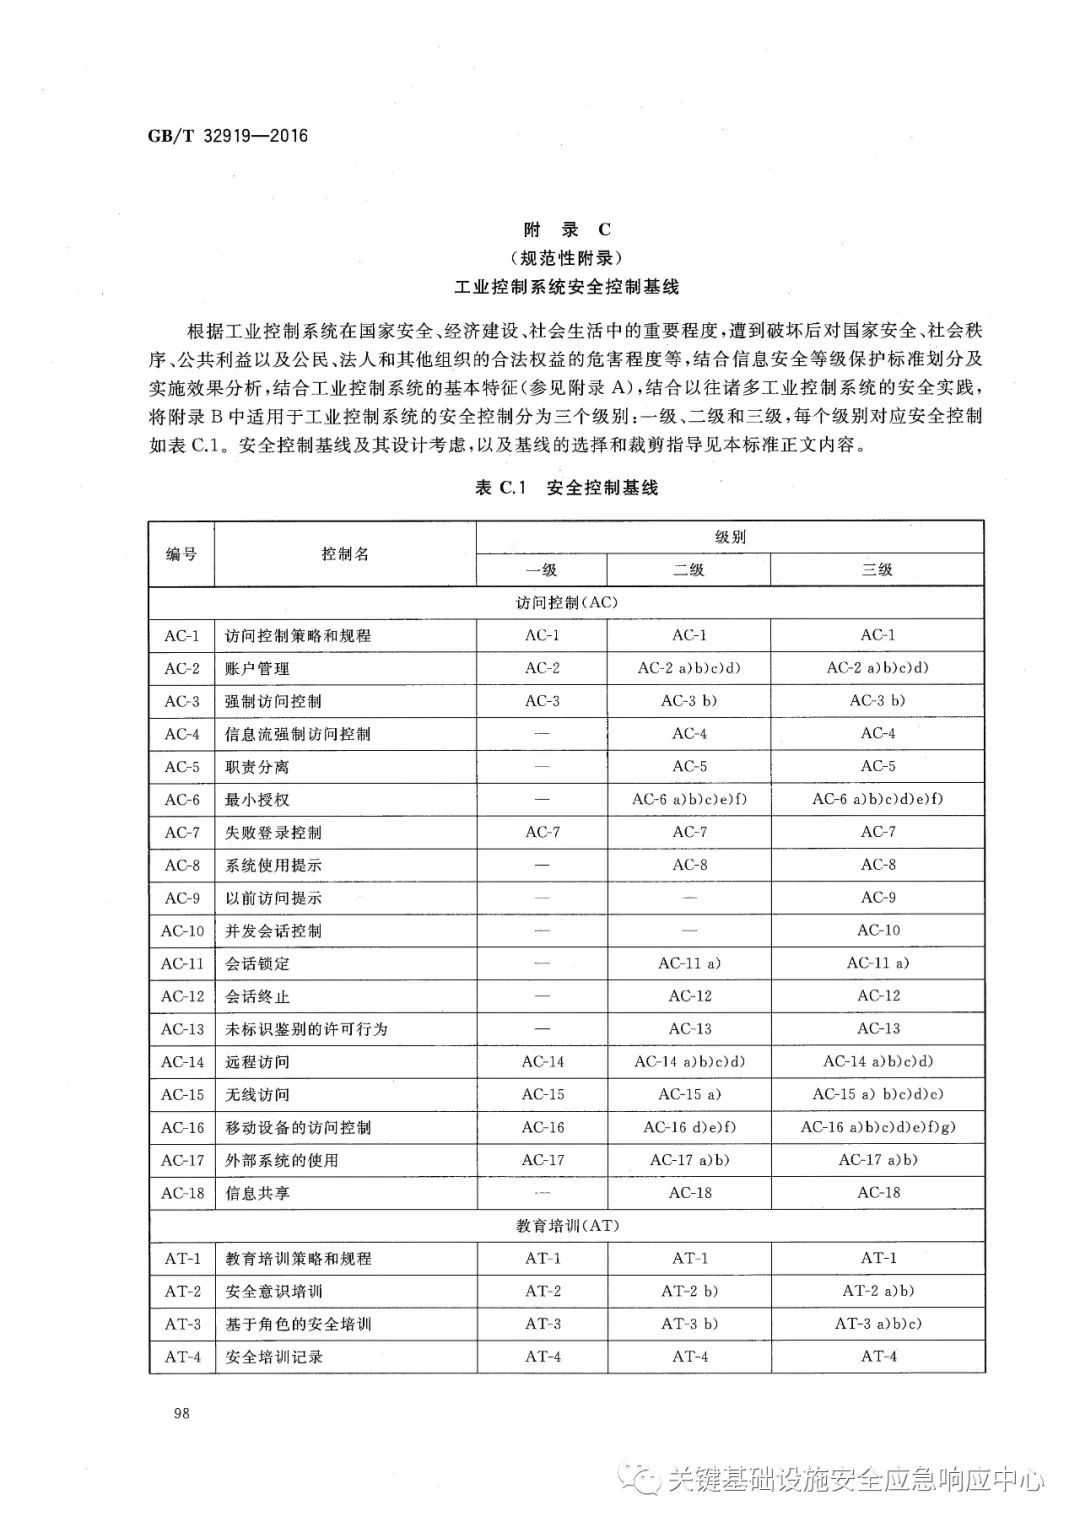 GB/T 32919—2016
附 录 C
（规范性附录）
工业控制系统安全控制基线
根据工业控制系统在国家安全、经济建设、社会生活中的重要程度，遭到破坏后对国家安全、社会秩
序、公共利益以及公民、法人和其他组织的合法权益的危害程度等，结合信息安全等级保护标准划分及
实施效果分析，结合工业控制系统的基本特征（参见附录 A），结合以往诸多工业控制系统的安全实践，
将附录 B 中适用于工业控制系统的安全控制分为三个级别：一级、二级和三级，每个级别对应安全控制
如表 C.1。安全控制基线及其设计考虑，以及基线的选择和裁剪指导见本标准正文内容。
表 C.1 安全控制基线
编号 控制名 级别
一级 二级 三级
访问控制(AC)
AC-1 访问控制策略和规程 AC-1 AC-1 AC-1
AC-2 账户管理 AC-2 AC-2 a)b)c)d) AC-2 a)b)c)d)
AC-3 强制访问控制 AC-3 AC-3 b) AC-3 b)
AC-4 信息流强制访问控制 — AC-4 AC-4
AC-5 职责分离 — AC-5 AC-5
AC-6 最小授权 — AC-6 a)b)c)e)f) AC-6 a)b)c)d)e)f)
AC-7 失败登录控制 AC-7 AC-7 AC-7
AC-8 系统使用提示 — AC-8 AC-8
AC-9 以前访问提示 — — AC-9
AC-10 并发会话控制 — — AC-10
AC-11 会话锁定 — AC-11 a) AC-11 a)
AC-12 会话终止 — AC-12 AC-12
AC-13 未标识鉴别的许可行为 — AC-13 AC-13
AC-14 远程访问 AC-14 AC-14 a)b)c)d) AC-14 a)b)c)d)
AC-15 无线访问 AC-15 AC-15 a) AC-15 a) b)c)d)e)
AC-16 移动设备的访问控制 AC-16 AC-16 d)e)f) AC-16 a)b)c)d)e)f)g)
AC-17 外部系统的使用 AC-17 AC-17 a)b) AC-17 a)b)
AC-18 信息共享 — AC-18 AC-18
教育培训(AT)
AT-1 教育培训策略和规程 AT-1 AT-1 AT-1
AT-2 安全意识培训 AT-2 AT-2 b) AT-2 a)b)
AT-3 基于角色的安全培训 AT-3 AT-3 b) AT-3 a)b)c)
AT-4 安全培训记录 AT-4 AT-4 AT-4
98
关键基础设施安全应急响应中心